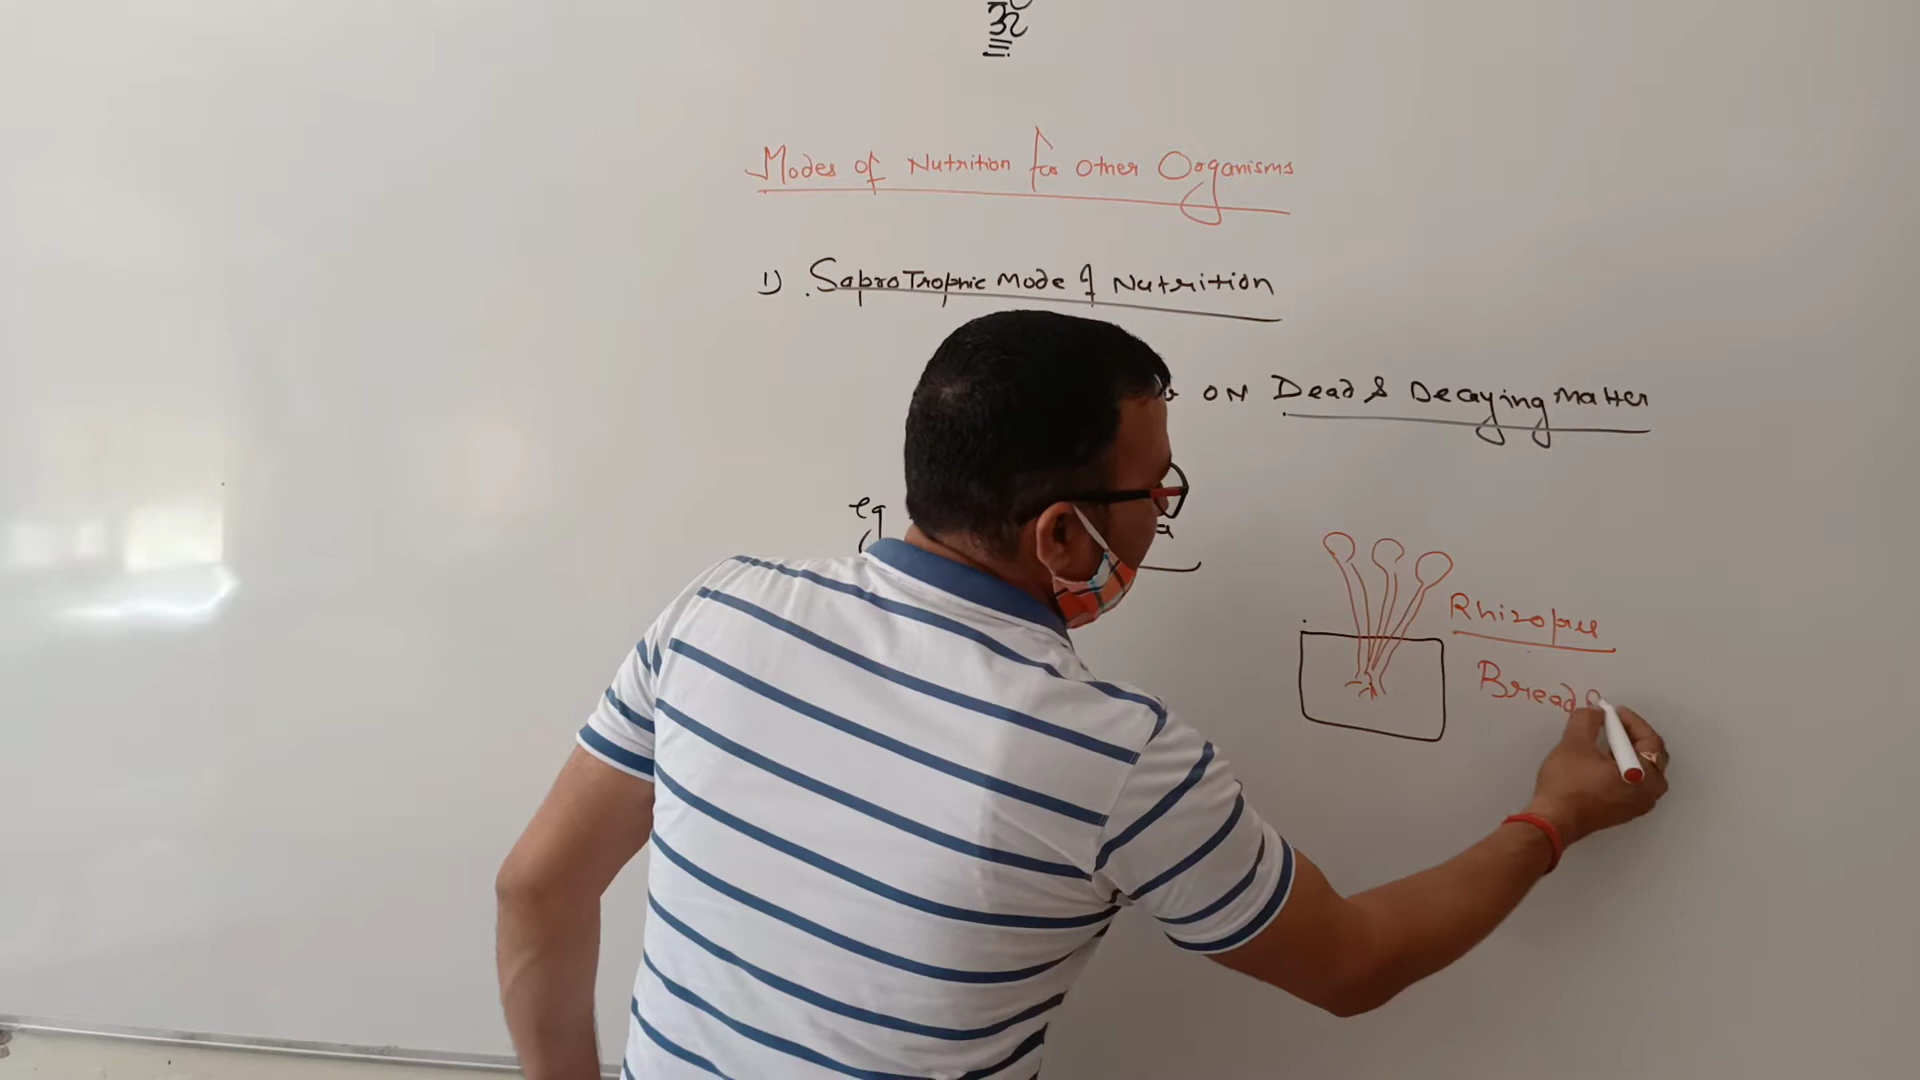 ॐ
Modes of Nutrition for Other Organisms
1) Saprotrophic Mode of Nutrition
ON Dead & Decaying Matter
eg
Rhizopus
Bread